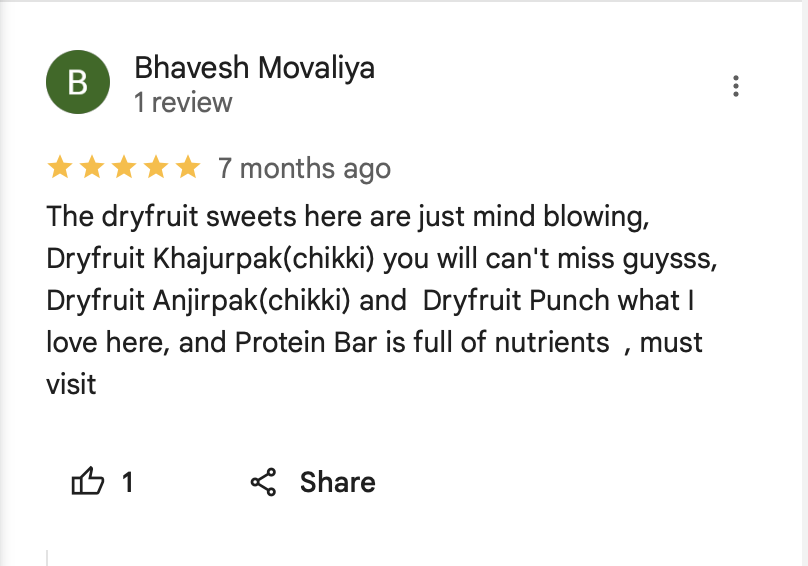 B
Bhavesh Movaliya
1 review
7 months ago
The dryfruit sweets here are just mind blowing,
Dryfruit Khajurpak(chikki) you will can't miss guysss,
Dryfruit Anjirpak(chikki) and  Dryfruit Punch what I
love here, and Protein Bar is full of nutrients  , must
visit
1
Share